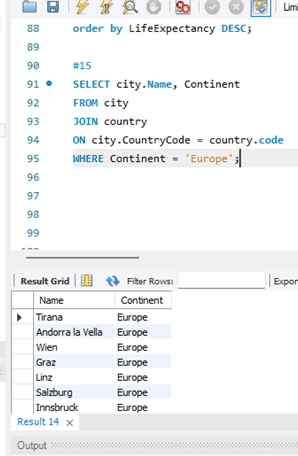 Limi
88 order by LifeExpectancy DESC;
89
90 #15
91 SELECT city.Name, Continent
92 FROM city
93 JOIN country
94 ON city.CountryCode = country.code
95 WHERE Continent = 'Europe';
96
97
98
99
Result Grid Filter Rows: Expor
Name Continent
Tirana Europe
Andorra la Vella Europe
Wien Europe
Graz Europe
Linz Europe
Salzburg Europe
Innsbruck Europe
Result 14
Output